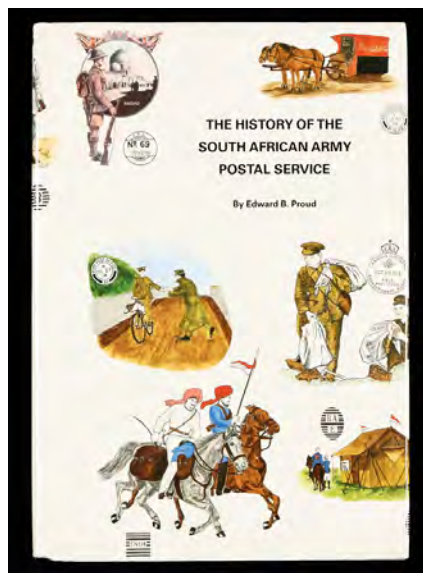 No 69
THE HISTORY OF THE
SOUTH AFRICAN ARMY
POSTAL SERVICE
By Edward B. Proud